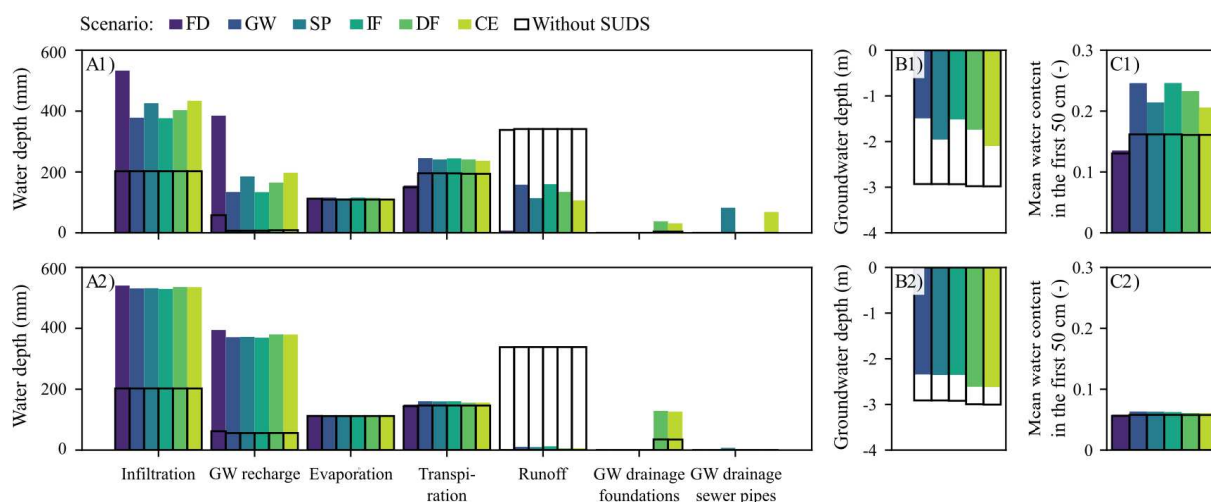 Scenario: FD GW SP IF DF CE Without SUDS
A1)
Water depth (mm)
600
400
200
0
B1)
Groundwater depth (m)
0
-1
-2
-3
-4
C1)
Mean water content
in the first 50 cm (-)
0.3
0.2
0.1
0
A2)
Water depth (mm)
600
400
200
0
Infiltration
GW recharge
Evaporation
Transpi-
ration
Runoff
GW drainage
foundations
GW drainage
sewer pipes
B2)
Groundwater depth (m)
0
-1
-2
-3
-4
C2)
Mean water content
in the first 50 cm (-)
0.3
0.2
0.1
0